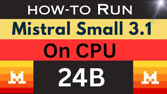 HOW-TO RUN
Mistral Small 3.1
On CPU
24B